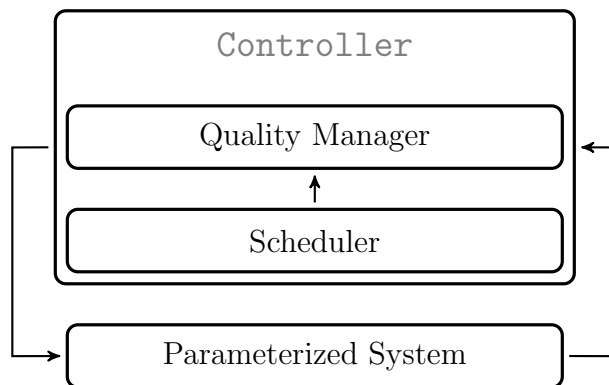 Controller
Quality Manager
Scheduler
Parameterized System